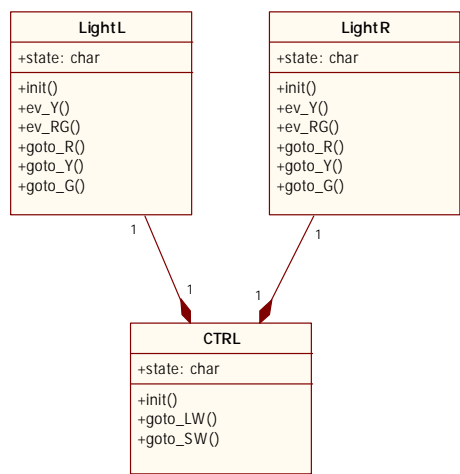 LightL
+state: char
+init()
+ev_Y()
+ev_RG()
+goto_R()
+goto_Y()
+goto_G()
LightR
+state: char
+init()
+ev_Y()
+ev_RG()
+goto_R()
+goto_Y()
+goto_G()
1
1
1
1
CTRL
+state: char
+init()
+goto_LW()
+goto_SW()